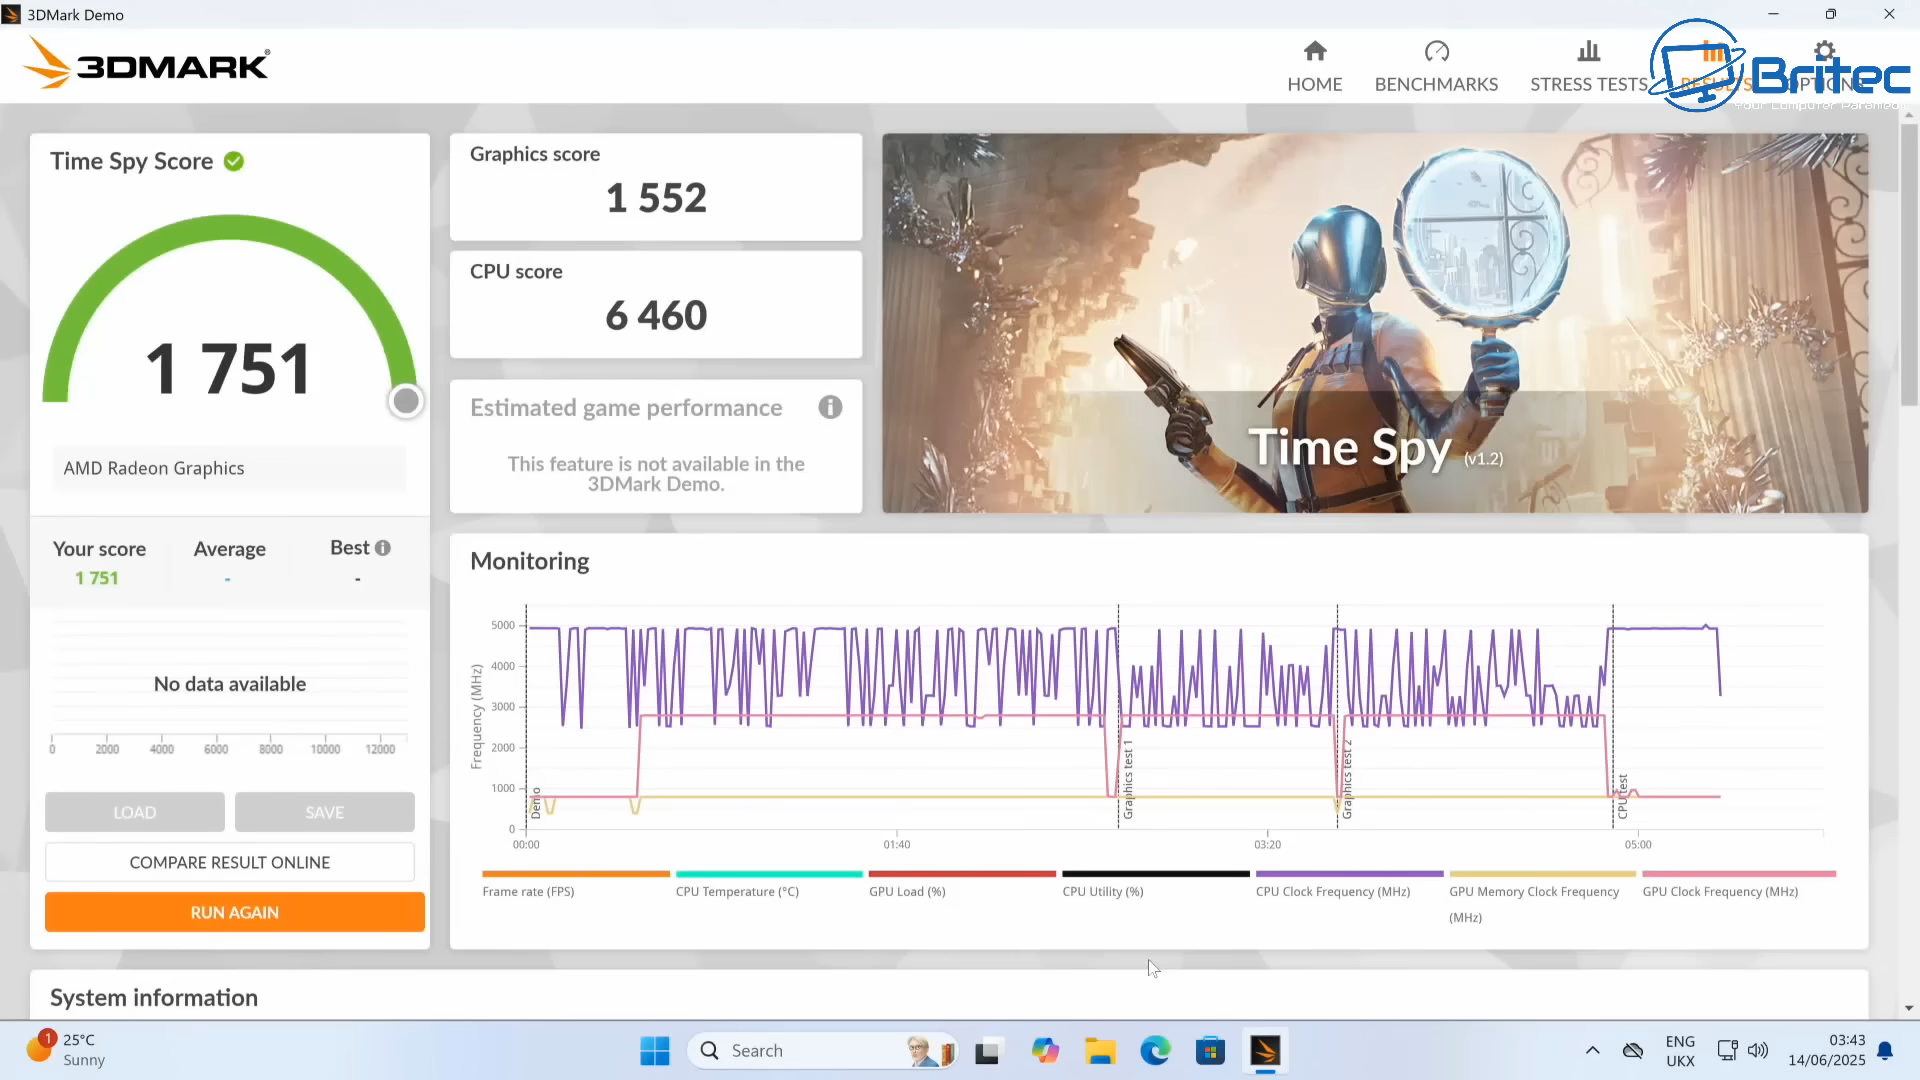 3DMark Demo
3DMARK
HOME
BENCHMARKS
STRESS TESTS
RESULTS
OPTIONS
Britec
Your Computer Paramedic
Time Spy Score
1 751
AMD Radeon Graphics
Your score
Average
Best
1 751
-
-
No data available
0 2000 4000 6000 8000 10000 12000
LOAD
SAVE
COMPARE RESULT ONLINE
RUN AGAIN
Graphics score
1 552
CPU score
6 460
Estimated game performance
This feature is not available in the
3DMark Demo.
Time Spy (v1.2)
Monitoring
Frequency (MHz)
5000
4000
3000
2000
1000
0
Demo
Graphics test 1
Graphics test 2
CPU test
00:00
01:40
03:20
05:00
Frame rate (FPS)
CPU Temperature (°C)
GPU Load (%)
CPU Utility (%)
CPU Clock Frequency (MHz)
GPU Memory Clock Frequency
(MHz)
GPU Clock Frequency (MHz)
System information
1
25°C
Sunny
Search
ENG
UKX
03:43
14/06/2025